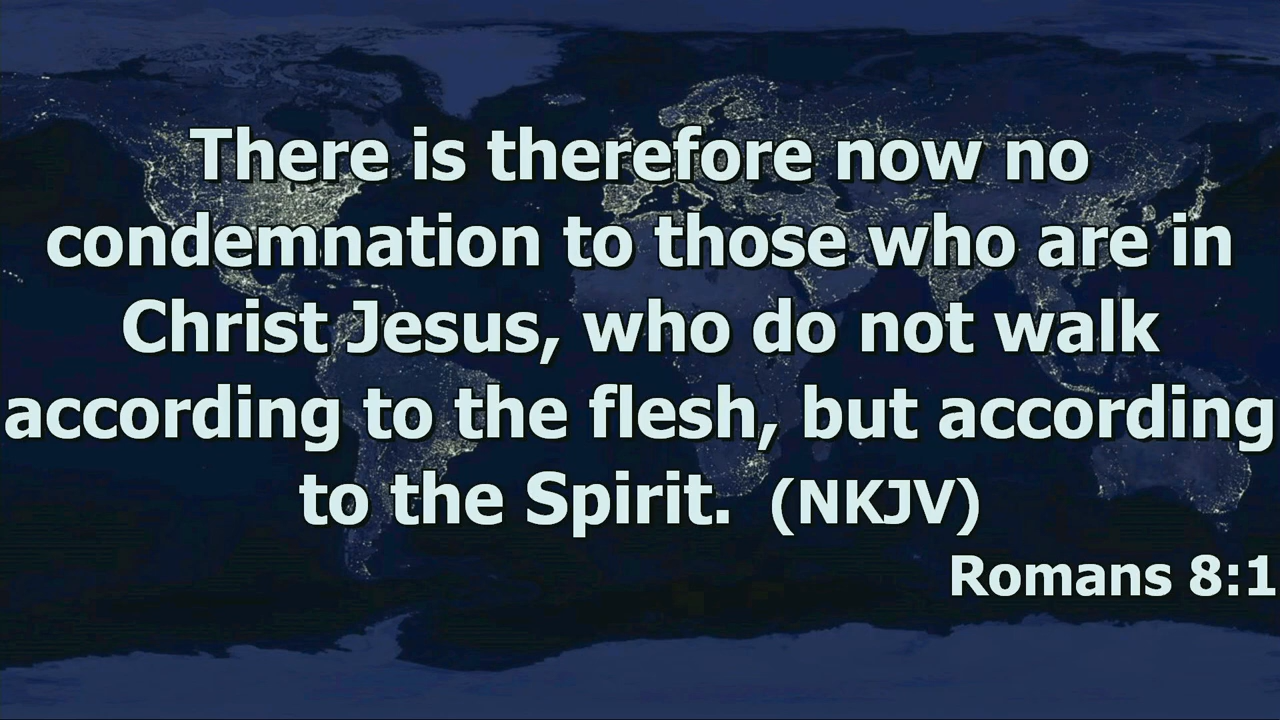 There is therefore now no
condemnation to those who are in
Christ Jesus, who do not walk
according to the flesh, but according
to the Spirit. (NKJV)
Romans 8:1